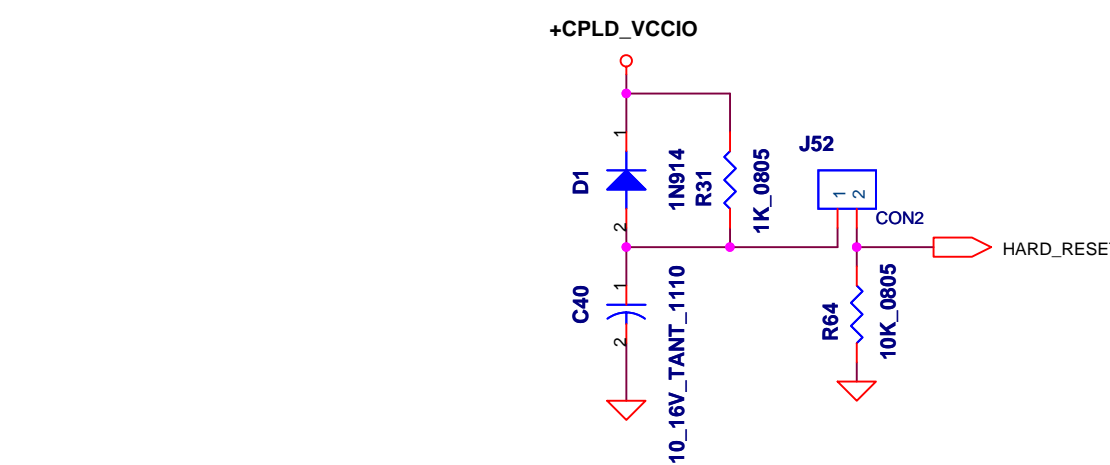 +CPLD_VCCIO
1
D1
1N914
2
R31
1K_0805
J52
1
2
CON2
HARD_RESET
C40
1
2
10_16V_TANT_1110
R64
10K_0805